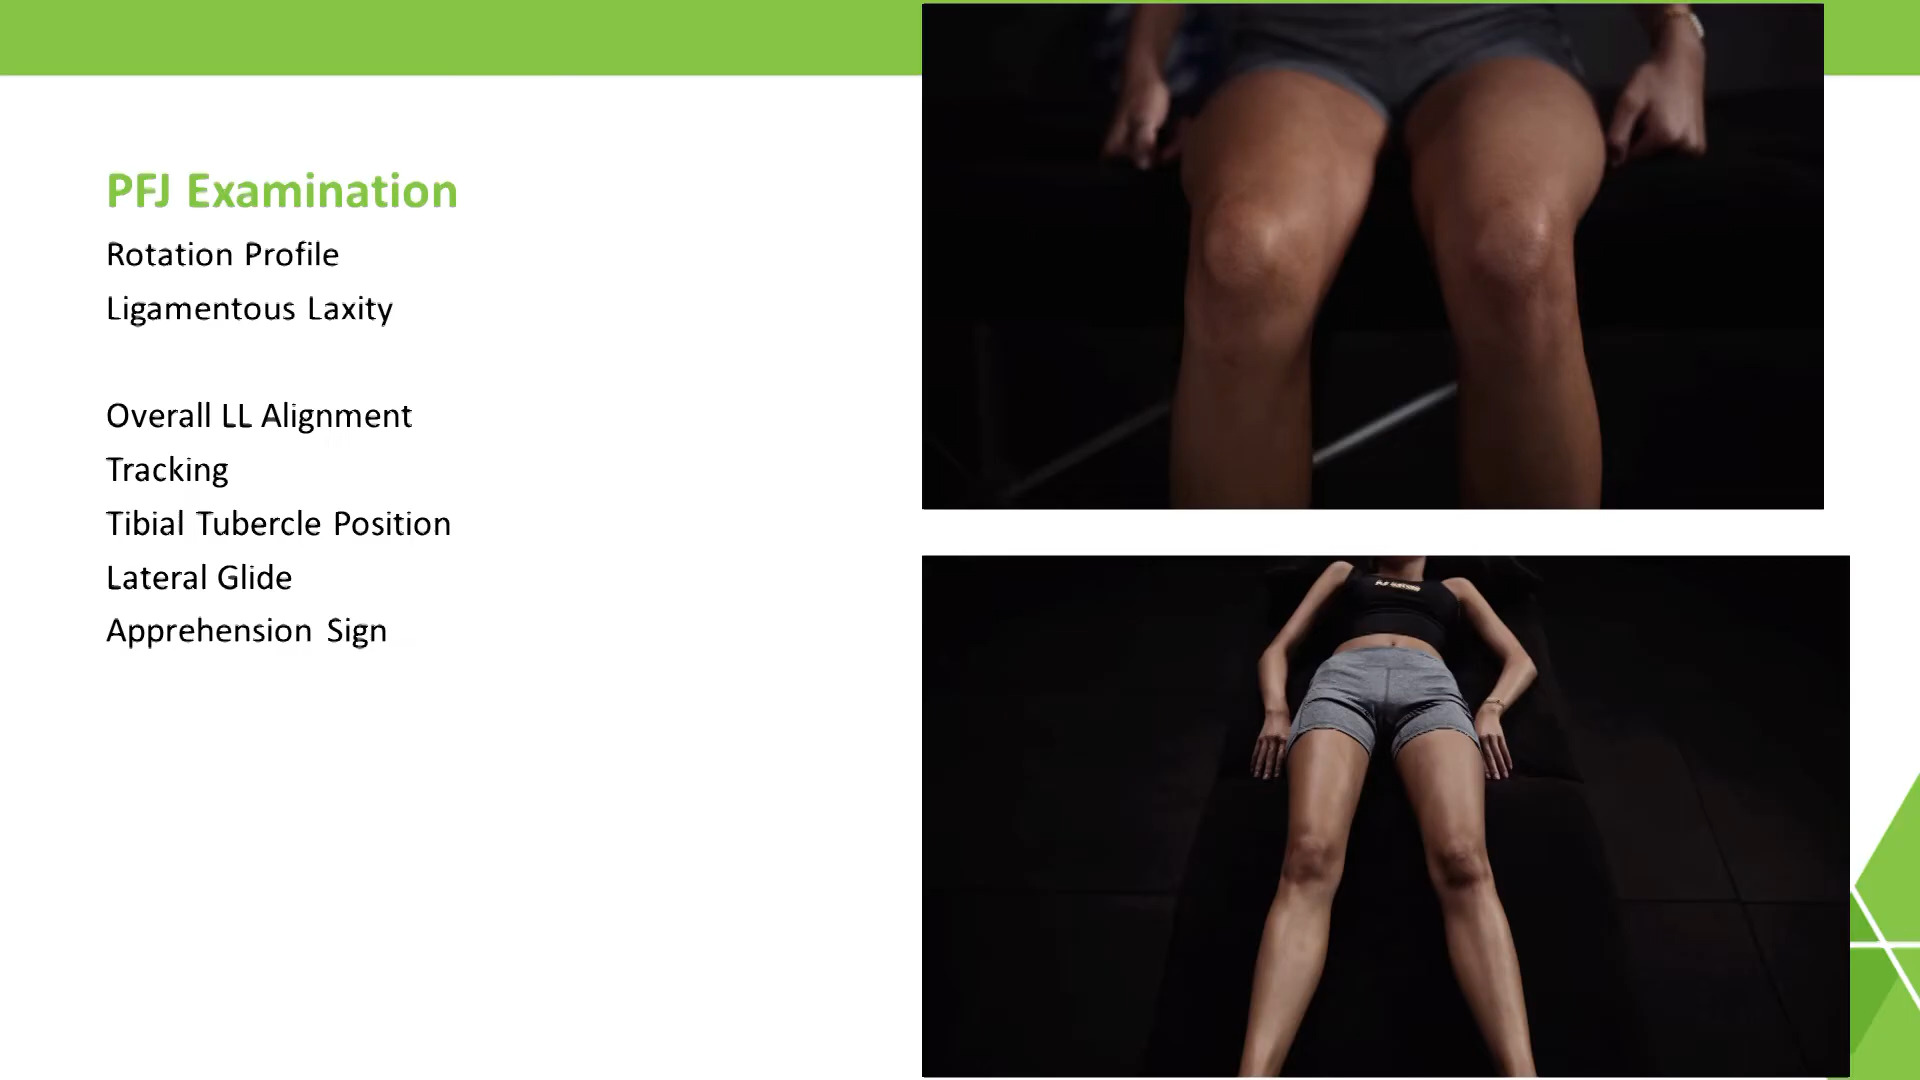 PFJ Examination
Rotation Profile
Ligamentous Laxity
Overall LL Alignment
Tracking
Tibial Tubercle Position
Lateral Glide
Apprehension Sign